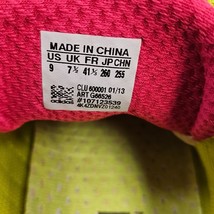 MADE IN CHINA
US UK FR JP CHN
9 7½ 41⅓ 260 255
CLU 600001 01/13
ART G66526
#107123539
4K4ZDNVZ01240
adidas